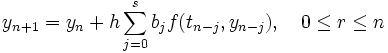 y_{n+1} = y_n + h \sum_{j=0}^{s} b_j f(t_{n-j}, y_{n-j}), \quad 0 \leq r \leq n